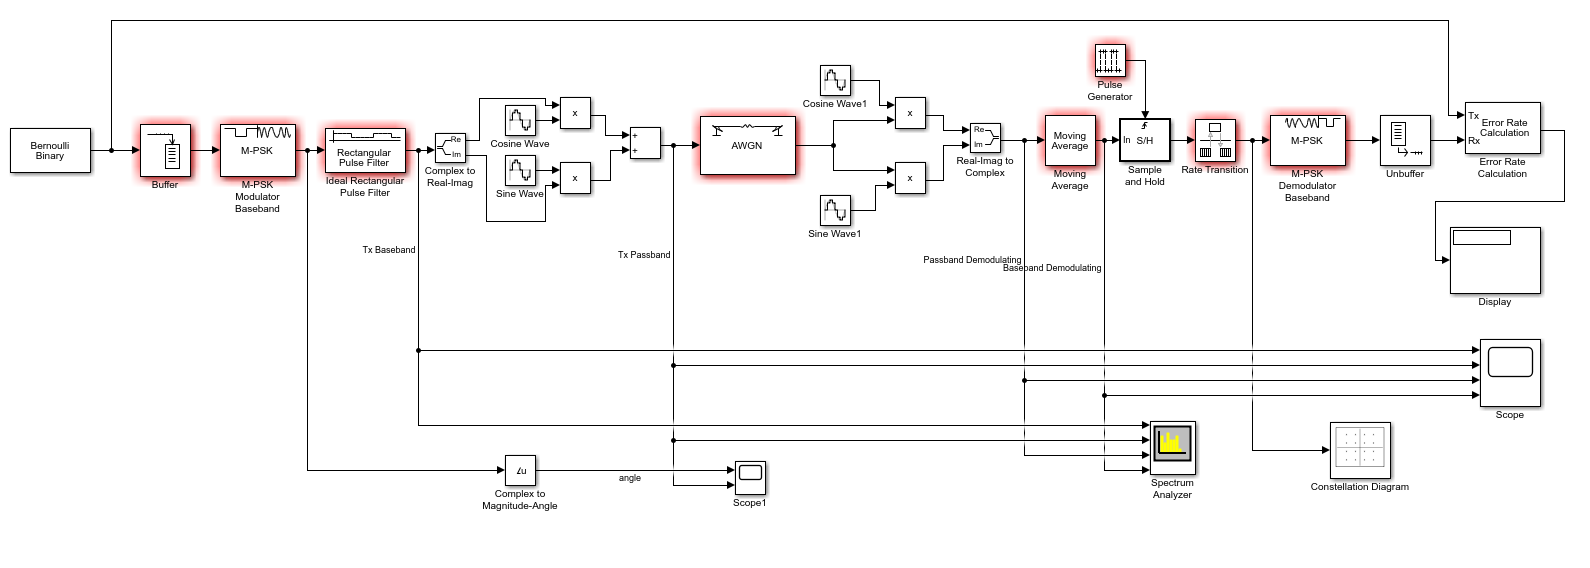 Bernoulli
Binary
Buffer
M-PSK
M-PSK
Modulator
Baseband
Rectangular
Pulse Filter
Ideal Rectangular
Pulse Filter
Re
Im
Complex to
Real-Imag
Cosine Wave
Sine Wave
x
x
+
+
AWGN
Cosine Wave1
Sine Wave1
x
x
Re
Im
Real-Imag to
Complex
Moving
Average
Moving
Average
Pulse
Generator
In
S/H
Sample
and Hold
Rate Transition
M-PSK
M-PSK
Demodulator
Baseband
Unbuffer
Tx
Rx
Error Rate
Calculation
Error Rate
Calculation
Display
Tx Baseband
Tx Passband
Passband Demodulating
Baseband Demodulating
Scope
∠u
Complex to
Magnitude-Angle
angle
Scope1
Spectrum
Analyzer
Constellation Diagram